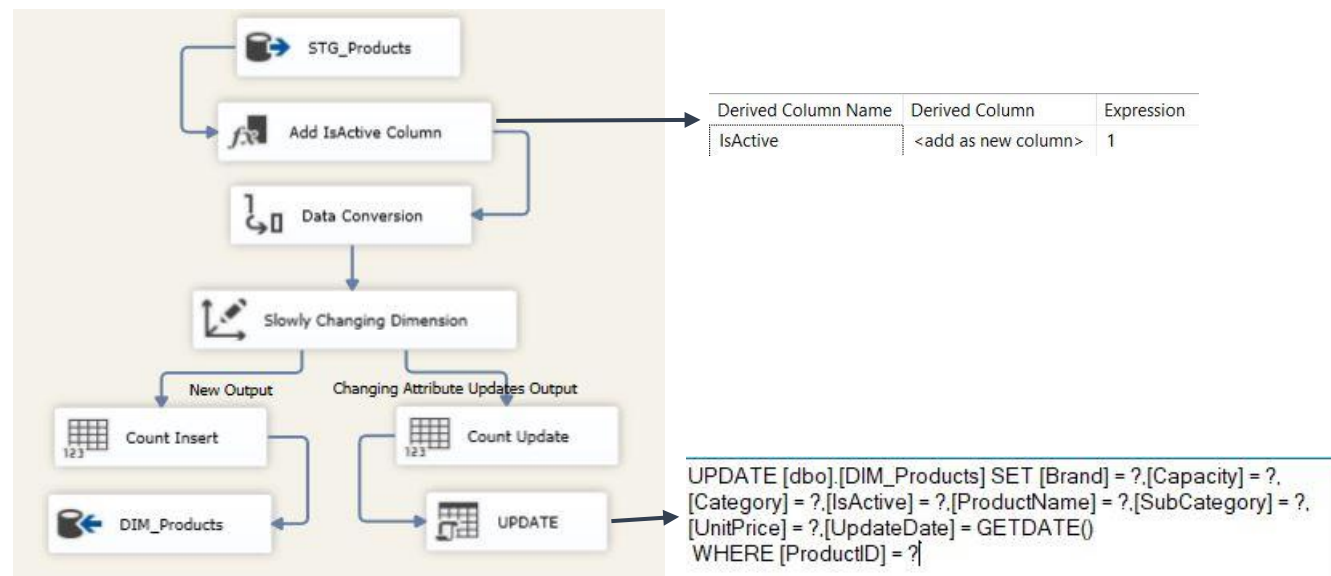 STG_Products
Add IsActive Column
Derived Column Name Derived Column Expression
IsActive <add as new column> 1
Data Conversion
Slowly Changing Dimension
New Output
Changing Attribute Updates Output
123 Count Insert
123 Count Update
DIM_Products
UPDATE
UPDATE [dbo].[DIM_Products] SET [Brand] = ?,[Capacity] = ?,
[Category] = ?,[IsActive] = ?,[ProductName] = ?,[SubCategory] = ?,
[UnitPrice] = ?,[UpdateDate] = GETDATE()
WHERE [ProductID] = ?